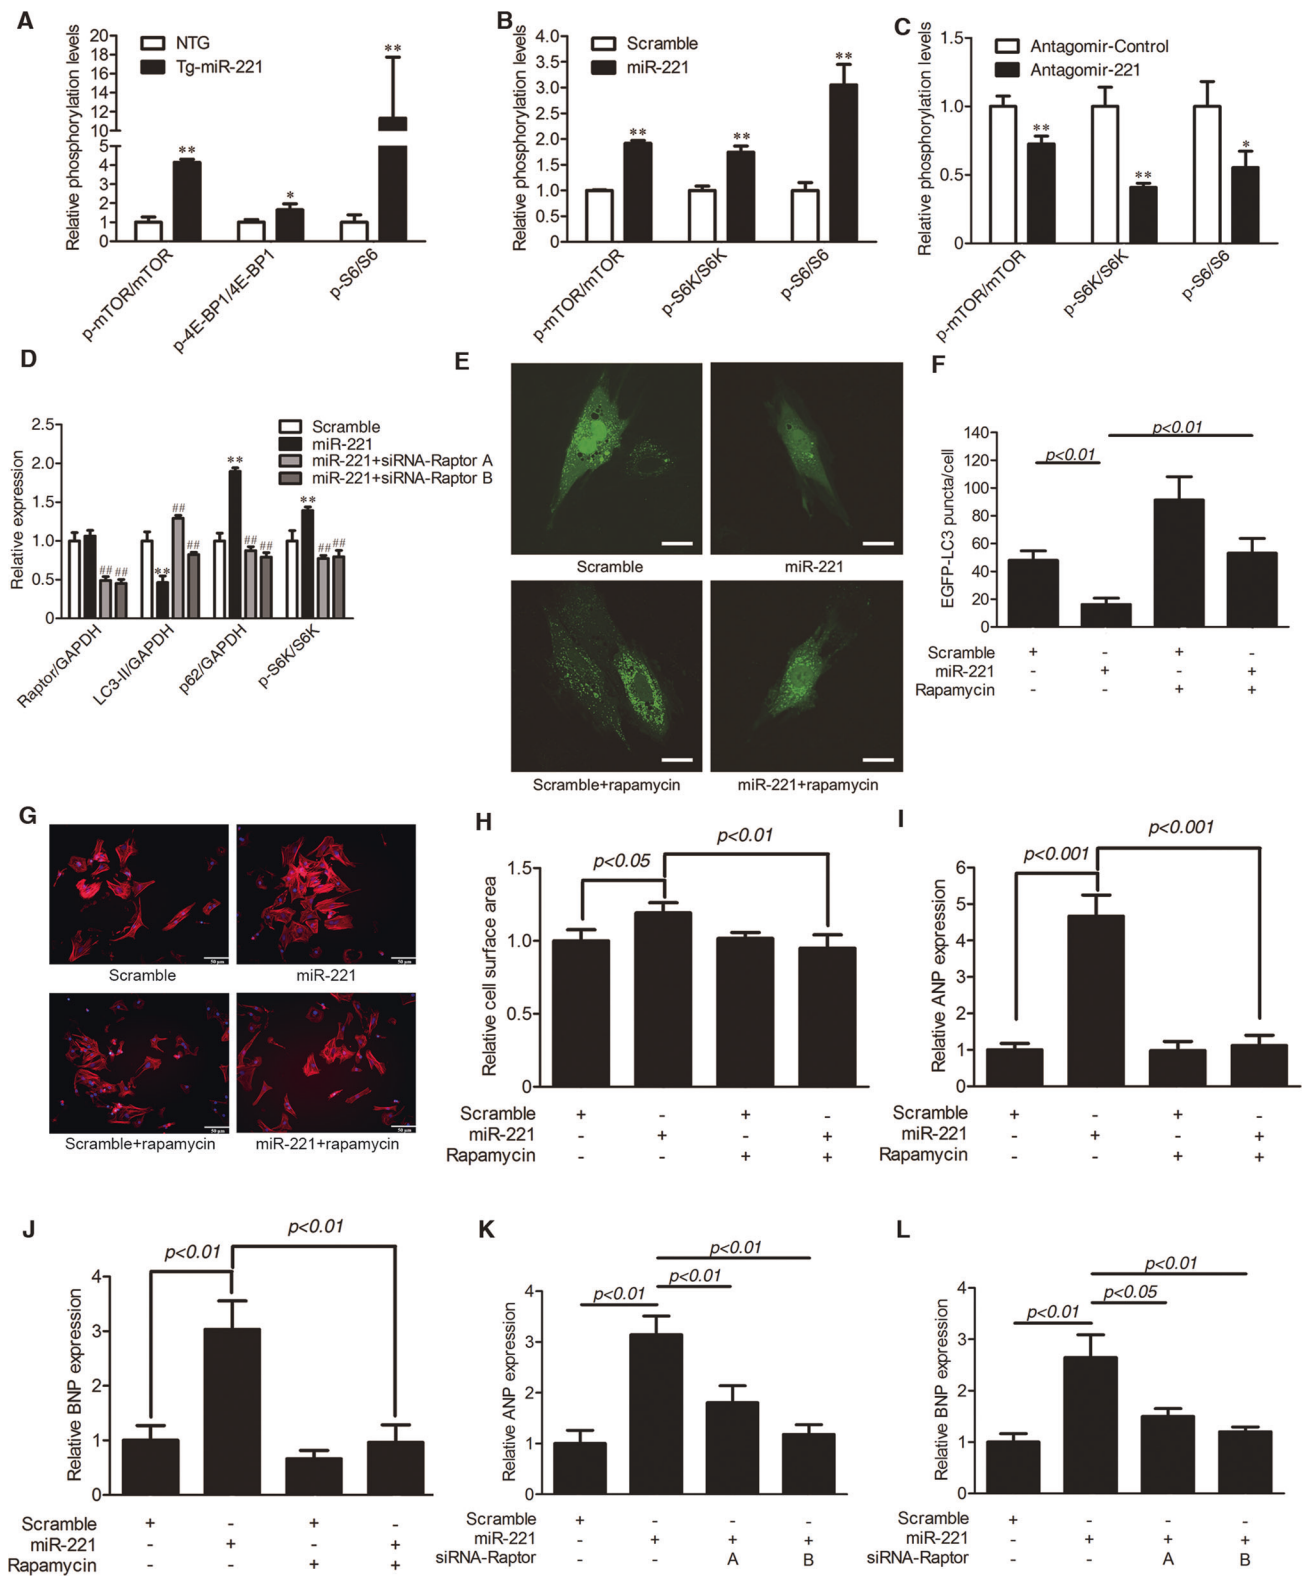 A
Relative phosphorylation levels
NTG
Tg-miR-221
20
18
16
14
12
10
5
4
3
2
1
0
**
*
**
p-mTOR/mTOR
p-4E-BP1/4E-BP1
p-S6/S6
B
Relative phosphorylation levels
Scramble
miR-221
4.0
3.5
3.0
2.5
2.0
1.5
1.0
0.5
0
**
**
**
p-mTOR/mTOR
p-S6K/S6K
p-S6/S6
C
Relative phosphorylation levels
Antagomir-Control
Antagomir-221
1.5
1.0
0.5
0
**
**
*
p-mTOR/mTOR
p-S6K/S6K
p-S6/S6
D
Relative expression
Scramble
miR-221
miR-221+siRNA-Raptor A
miR-221+siRNA-Raptor B
2.5
2.0
1.5
1.0
0.5
0
## ##
** ## ##
** ## ##
** ## ##
Raptor/GAPDH
LC3-II/GAPDH
p62/GAPDH
p-S6K/S6K
E
Scramble
miR-221
Scramble+rapamycin
miR-221+rapamycin
F
EGFP-LC3 puncta/cell
140
120
100
80
60
40
20
0
p<0.01
p<0.01
Scramble + - + -
miR-221 - + - +
Rapamycin - - + +
G
50 μm
50 μm
Scramble
miR-221
50 μm
50 μm
Scramble+rapamycin
miR-221+rapamycin
H
Relative cell surface area
1.5
1.0
0.5
0
p<0.05
p<0.01
Scramble + - + -
miR-221 - + - +
Rapamycin - - + +
I
Relative ANP expression
6
5
4
3
2
1
0
p<0.001
p<0.001
Scramble + - + -
miR-221 - + - +
Rapamycin - - + +
J
Relative BNP expression
4
3
2
1
0
p<0.01
p<0.01
Scramble + - + -
miR-221 - + - +
Rapamycin - - + +
K
Relative ANP expression
4
3
2
1
0
p<0.01
p<0.01
p<0.01
Scramble + - - -
miR-221 - + + +
siRNA-Raptor - - A B
L
Relative BNP expression
4
3
2
1
0
p<0.01
p<0.05
p<0.01
Scramble + - - -
miR-221 - + + +
siRNA-Raptor - - A B